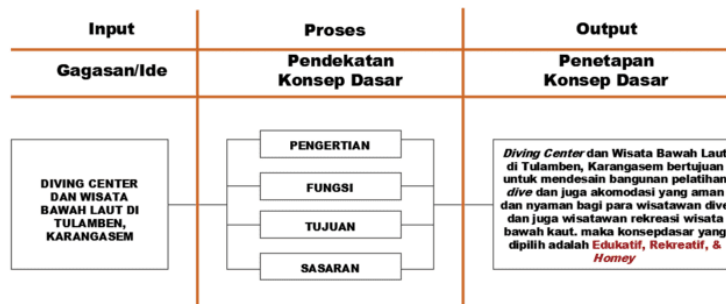 Input
Proses
Output
Gagasan/Ide
Pendekatan
Konsep Dasar
Penetapan
Konsep Dasar
DIVING CENTER
DAN WISATA
BAWAH LAUT DI
TULAMBEN,
KARANGASEM
PENGERTIAN
FUNGSI
TUJUAN
SASARAN
Diving Center dan Wisata Bawah Laut
di Tulamben, Karangasem bertujuan
untuk mendesain bangunan pelatihan
dive dan juga akomodasi yang aman
dan nyaman bagi para wisatawan dive
dan juga wisatawan rekreasi wisata
bawah kaut. maka konsepdasar yang
dipilih adalah Edukatif, Rekreatif, &
Homey